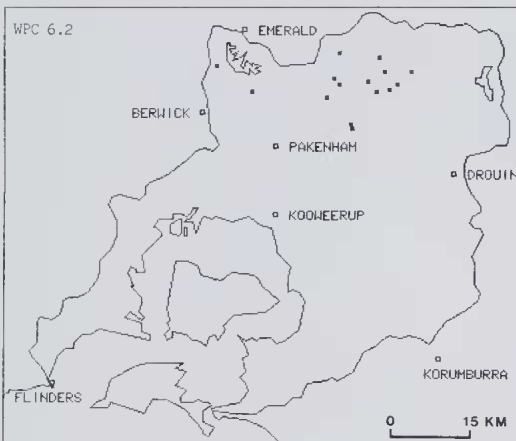 WPC 6.2
EMERALD
BERWICK
PAKENHAM
DROUIN
KOOWEERUP
KORUMBURRA
FLINDERS
0 15 KM